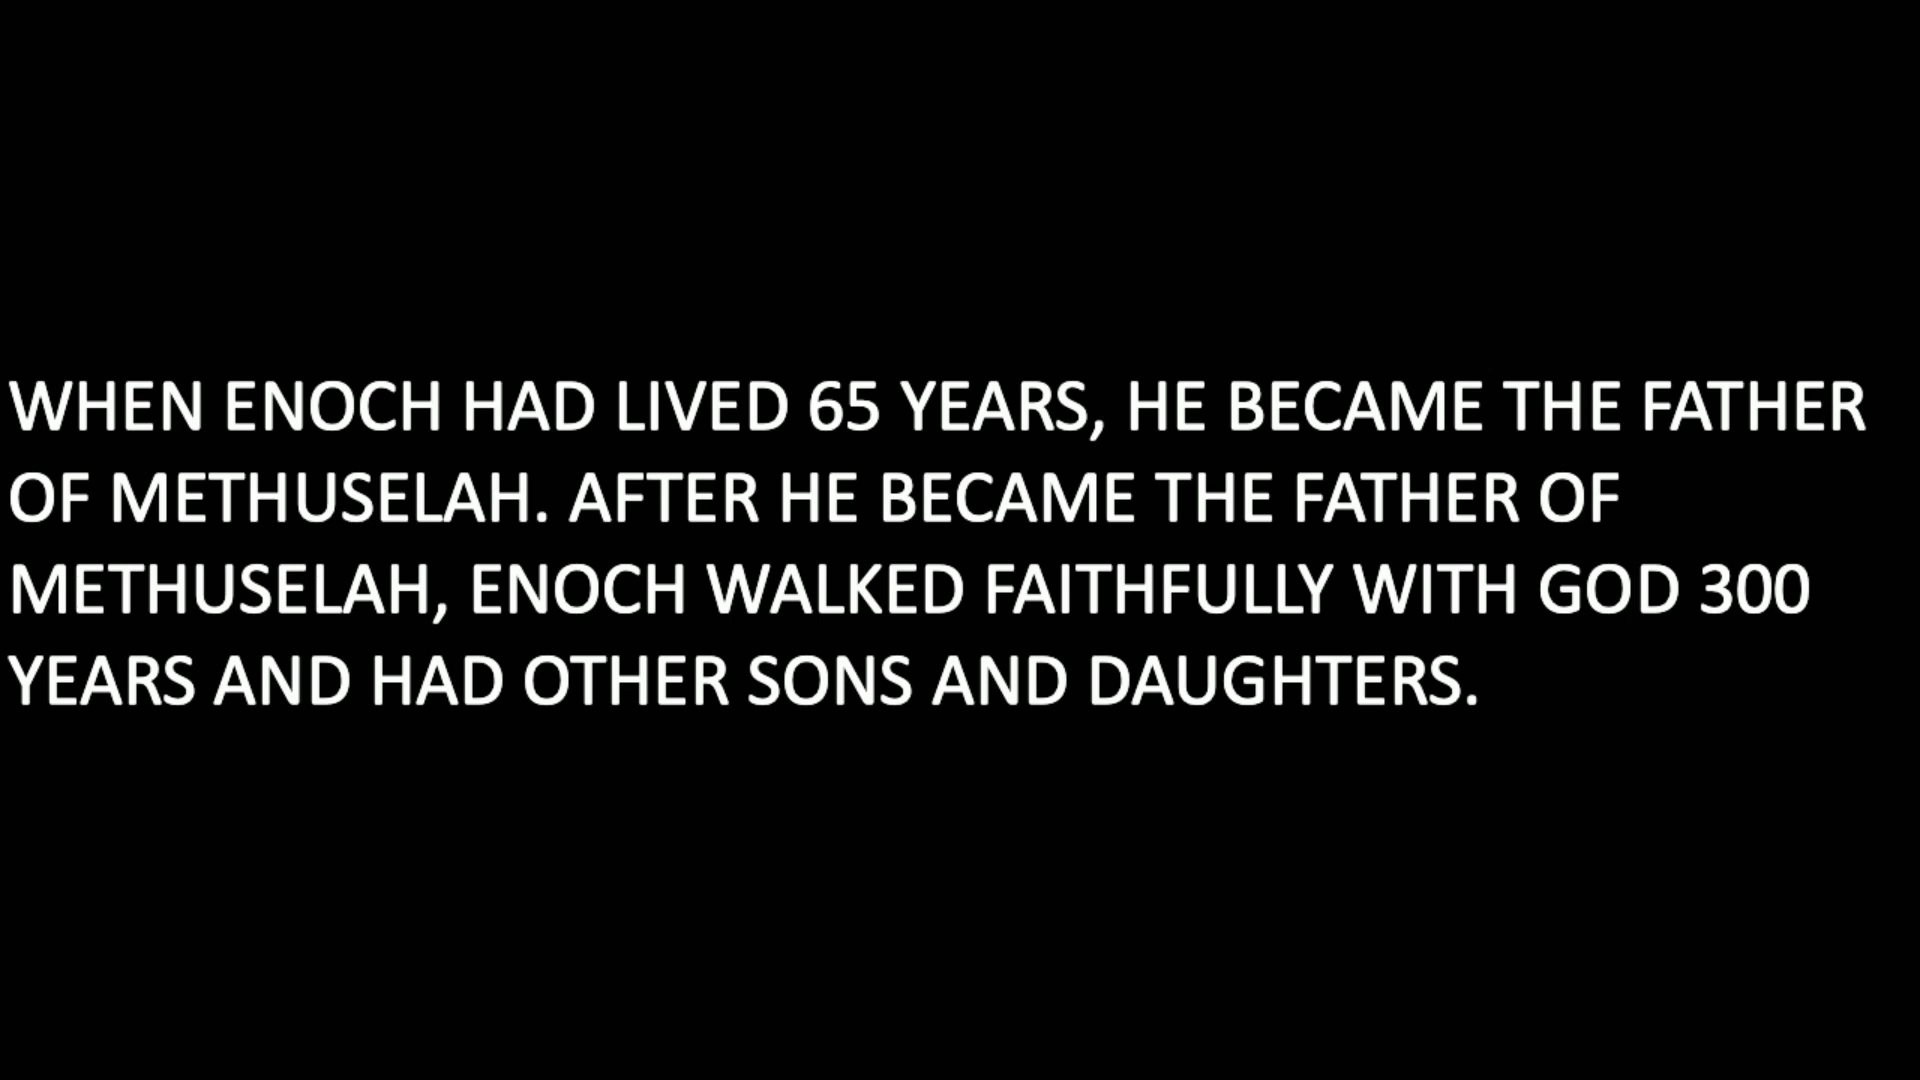 WHEN ENOCH HAD LIVED 65 YEARS, HE BECAME THE FATHER
OF METHUSELAH. AFTER HE BECAME THE FATHER OF
METHUSELAH, ENOCH WALKED FAITHFULLY WITH GOD 300
YEARS AND HAD OTHER SONS AND DAUGHTERS.